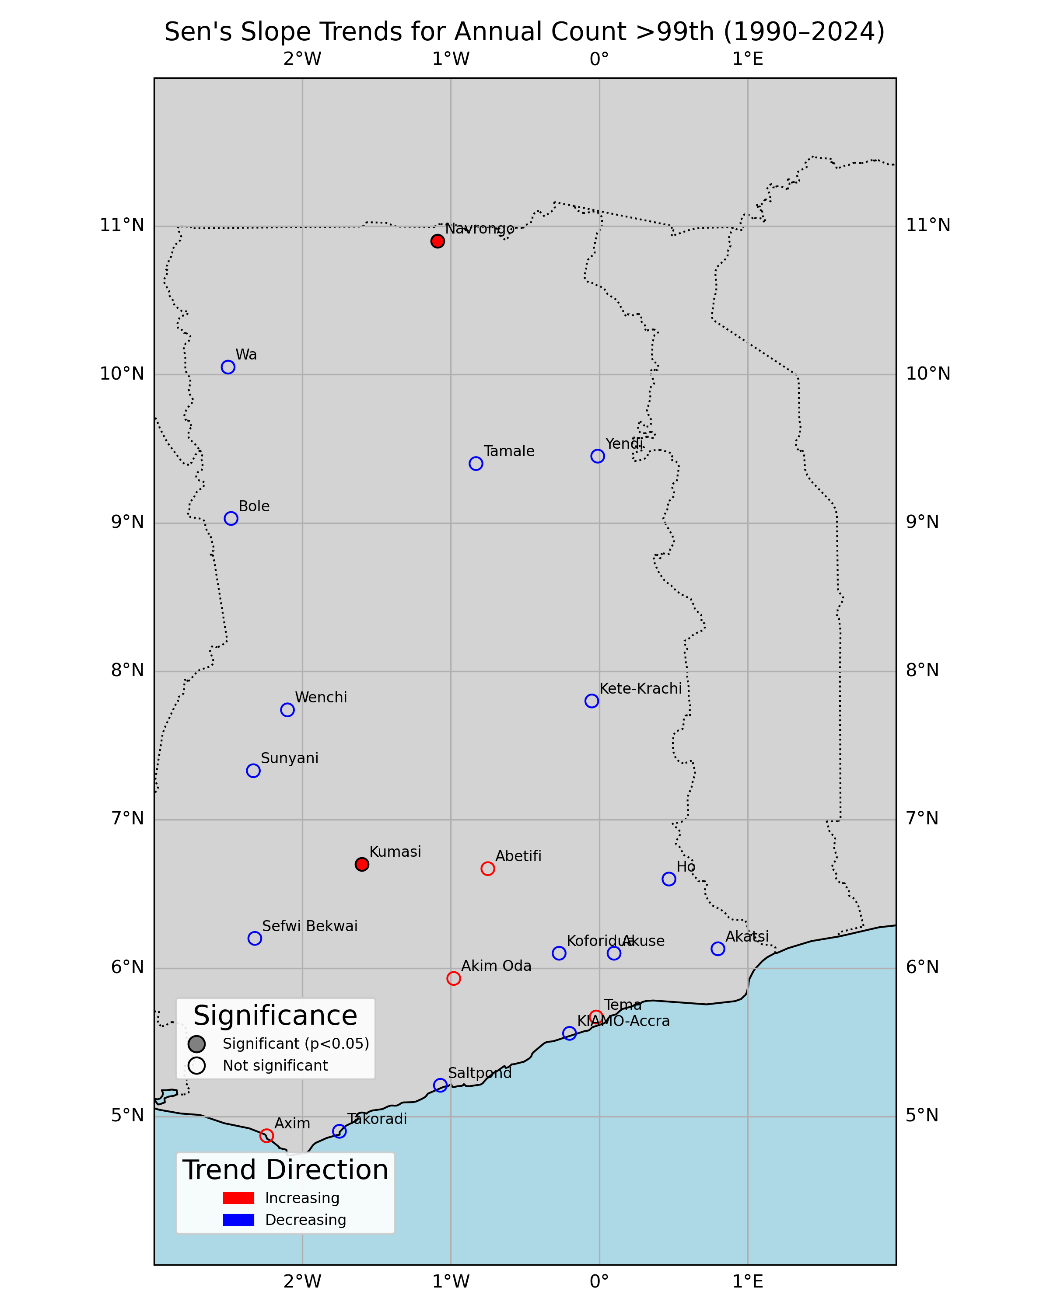 Sen's Slope Trends for Annual Count >99th (1990–2024)
2°W 1°W 0° 1°E
11°N 11°N
Navrongo
Wa
10°N 10°N
Tamale
Yendi
Bole
9°N 9°N
8°N 8°N
Kete-Krachi
Wenchi
Sunyani
7°N 7°N
Kumasi
Abetifi
Ho
Sefwi Bekwai
Koforidua
Akuse
Akatsi
6°N 6°N
Akim Oda
Tema
KIAMO-Accra
Significance
Significant (p<0.05)
Not significant
Saltpond
5°N 5°N
Takoradi
Axim
Trend Direction
Increasing
Decreasing
2°W 1°W 0° 1°E